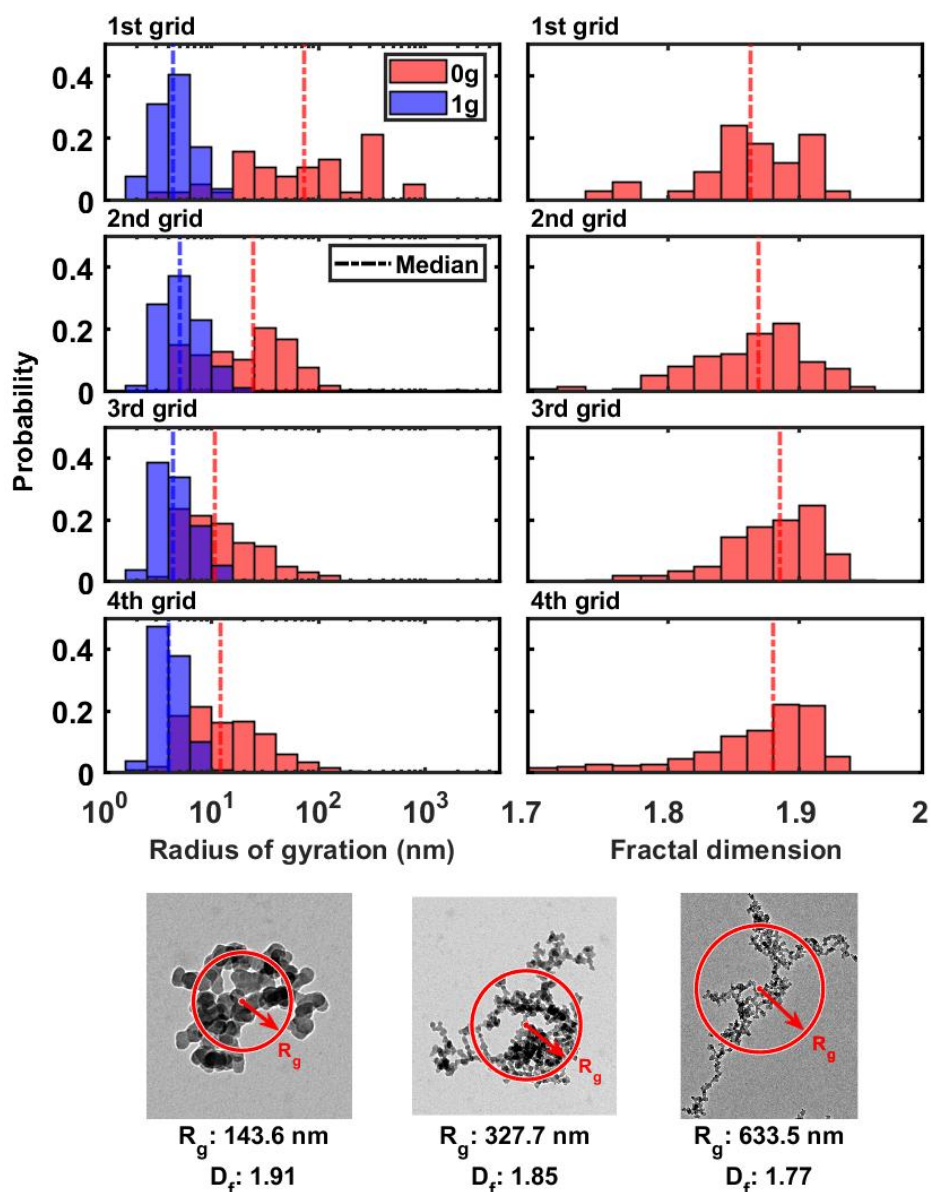 1st grid
1st grid
0g
1g
0.4
0.2
0
2nd grid
2nd grid
Median
0.4
0.2
0
3rd grid
3rd grid
0.4
0.2
0
4th grid
4th grid
0.4
0.2
0
Probability
10^0 10^1 10^2 10^3
1.7 1.8 1.9 2
Radius of gyration (nm)
Fractal dimension
R_g
R_g
R_g
R_g: 143.6 nm
R_g: 327.7 nm
R_g: 633.5 nm
D_f: 1.91
D_f: 1.85
D_f: 1.77